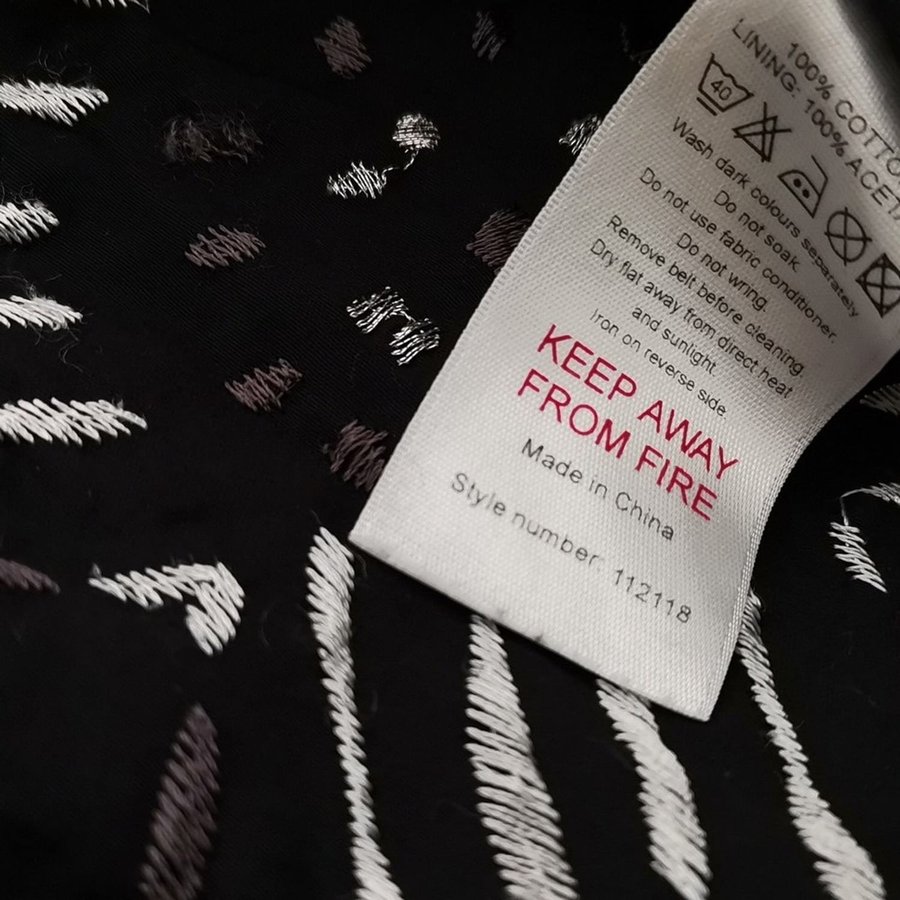 100% COTTO
LINING: 100% ACETA
40
Wash dark colours separately
Do not soak.
Do not use fabric conditioner.
Do not wring.
Remove belt before cleaning
Dry flat away from direct heat
and sunlight.
Iron on reverse side.
KEEP AWAY
FROM FIRE
Made in China
Style number: 112118